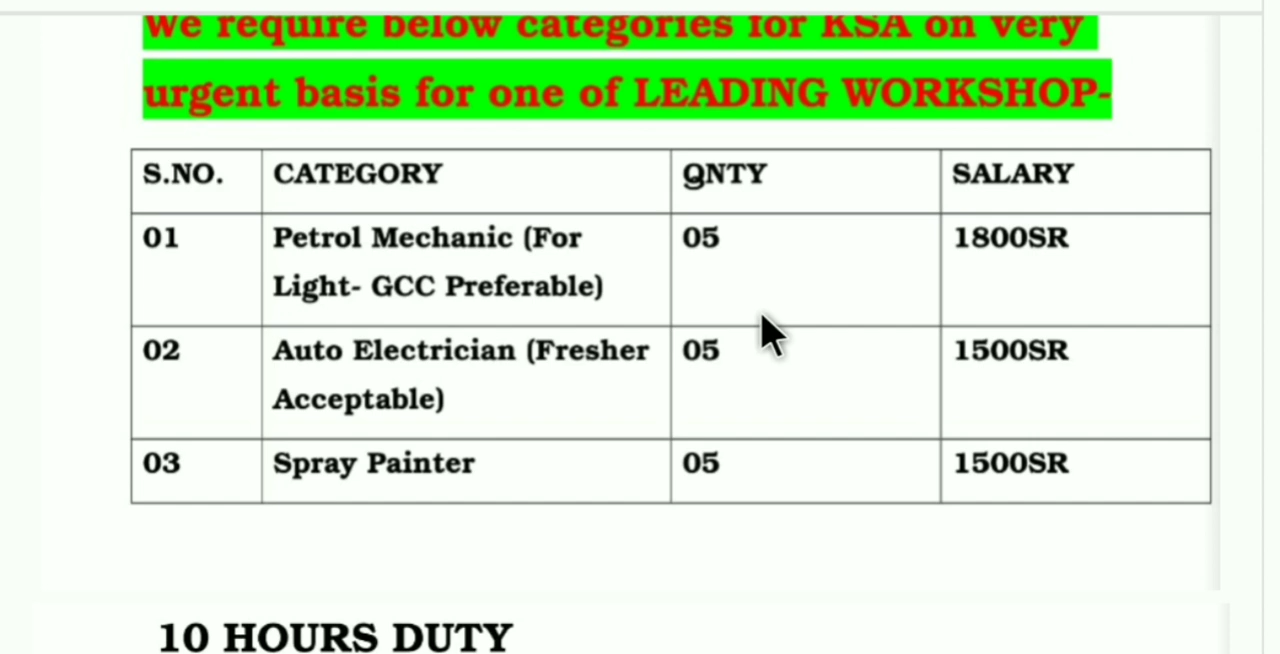 We require below categories for KSA on very
urgent basis for one of LEADING WORKSHOP-
S.NO. CATEGORY QNTY SALARY
01 Petrol Mechanic (For 05 1800SR
Light- GCC Preferable)
02 Auto Electrician (Fresher 05 1500SR
Acceptable)
03 Spray Painter 05 1500SR
10 HOURS DUTY